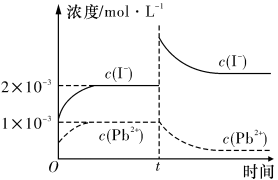 浓度/mol·L⁻¹
c(I⁻)
c(I⁻)
2×10⁻³
1×10⁻³
c(Pb²⁺)
c(Pb²⁺)
O
t
时间